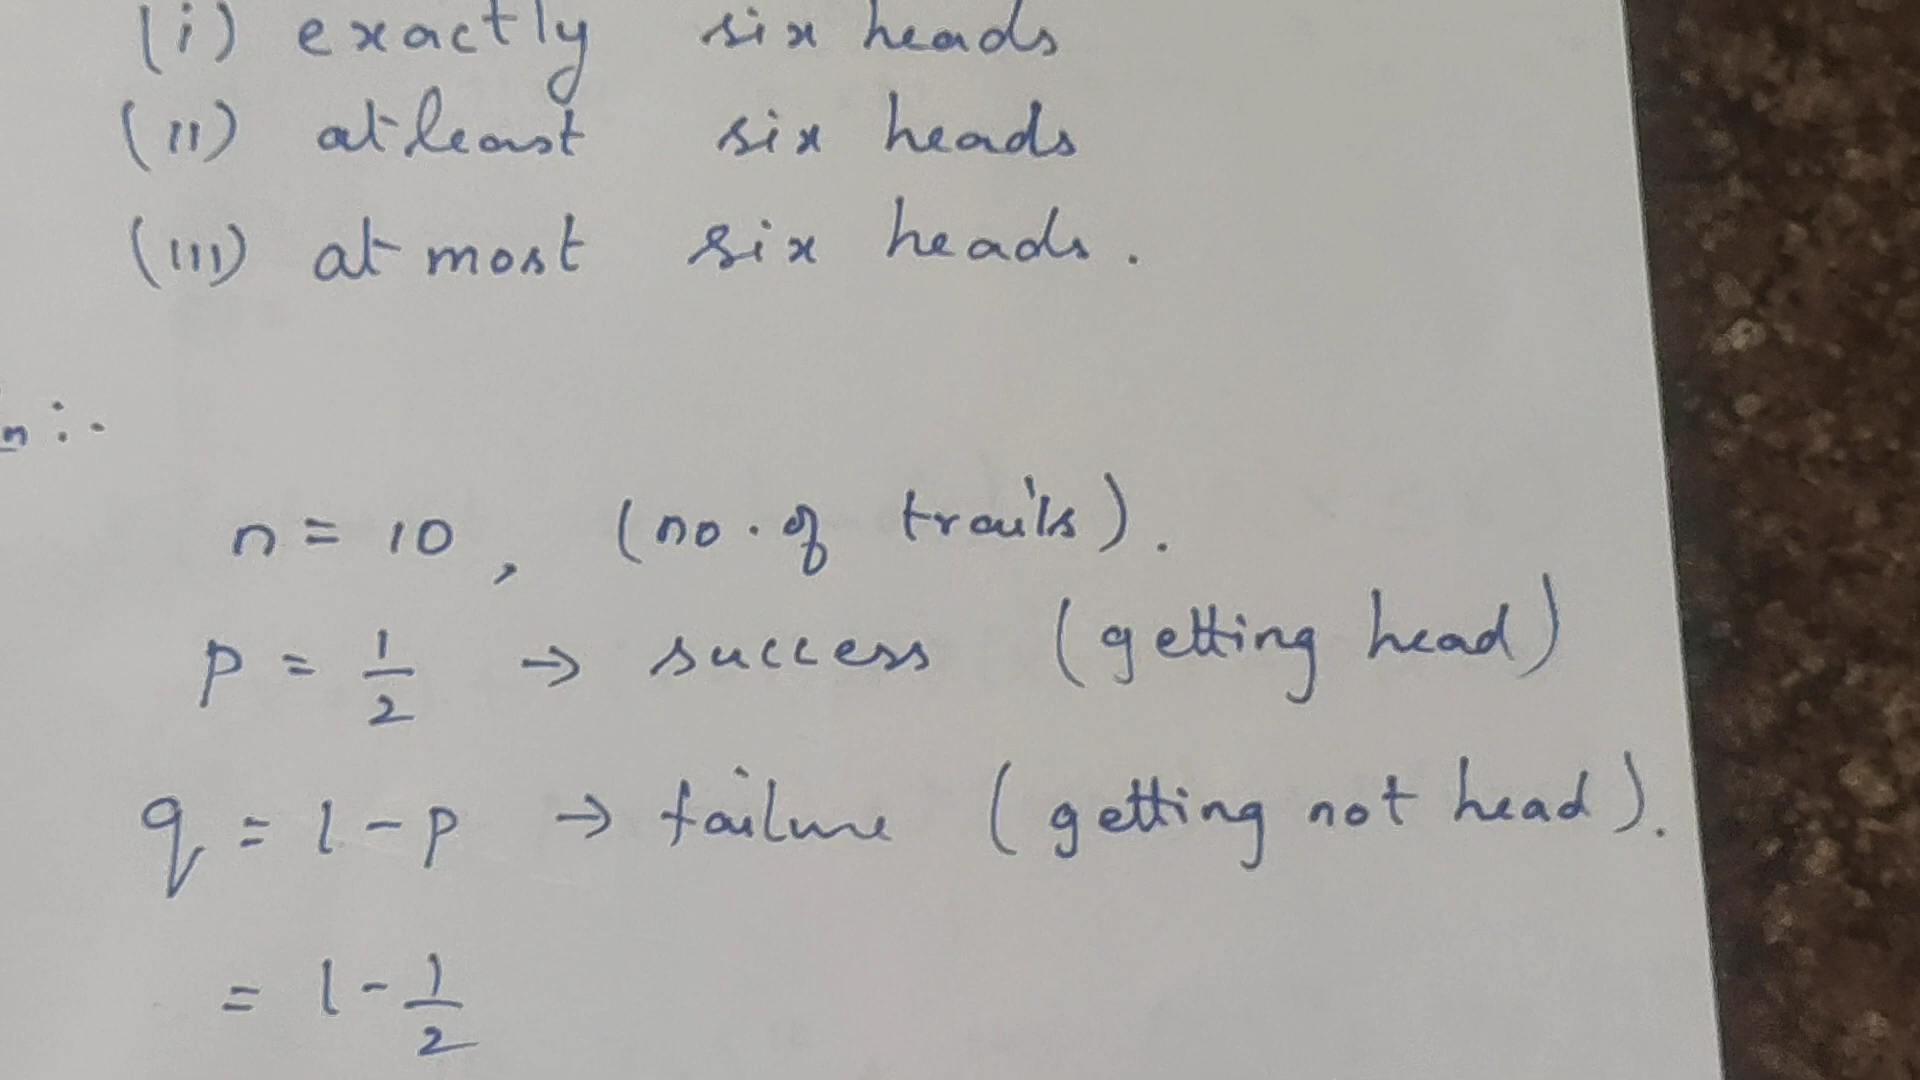 (i) exactly six heads
(ii) atleast six heads
(iii) at most six heads.
n :-
n = 10, (no. of trails).
p = 1/2 → success (getting head)
q = 1 - p → failure (getting not head).
= 1 - 1/2